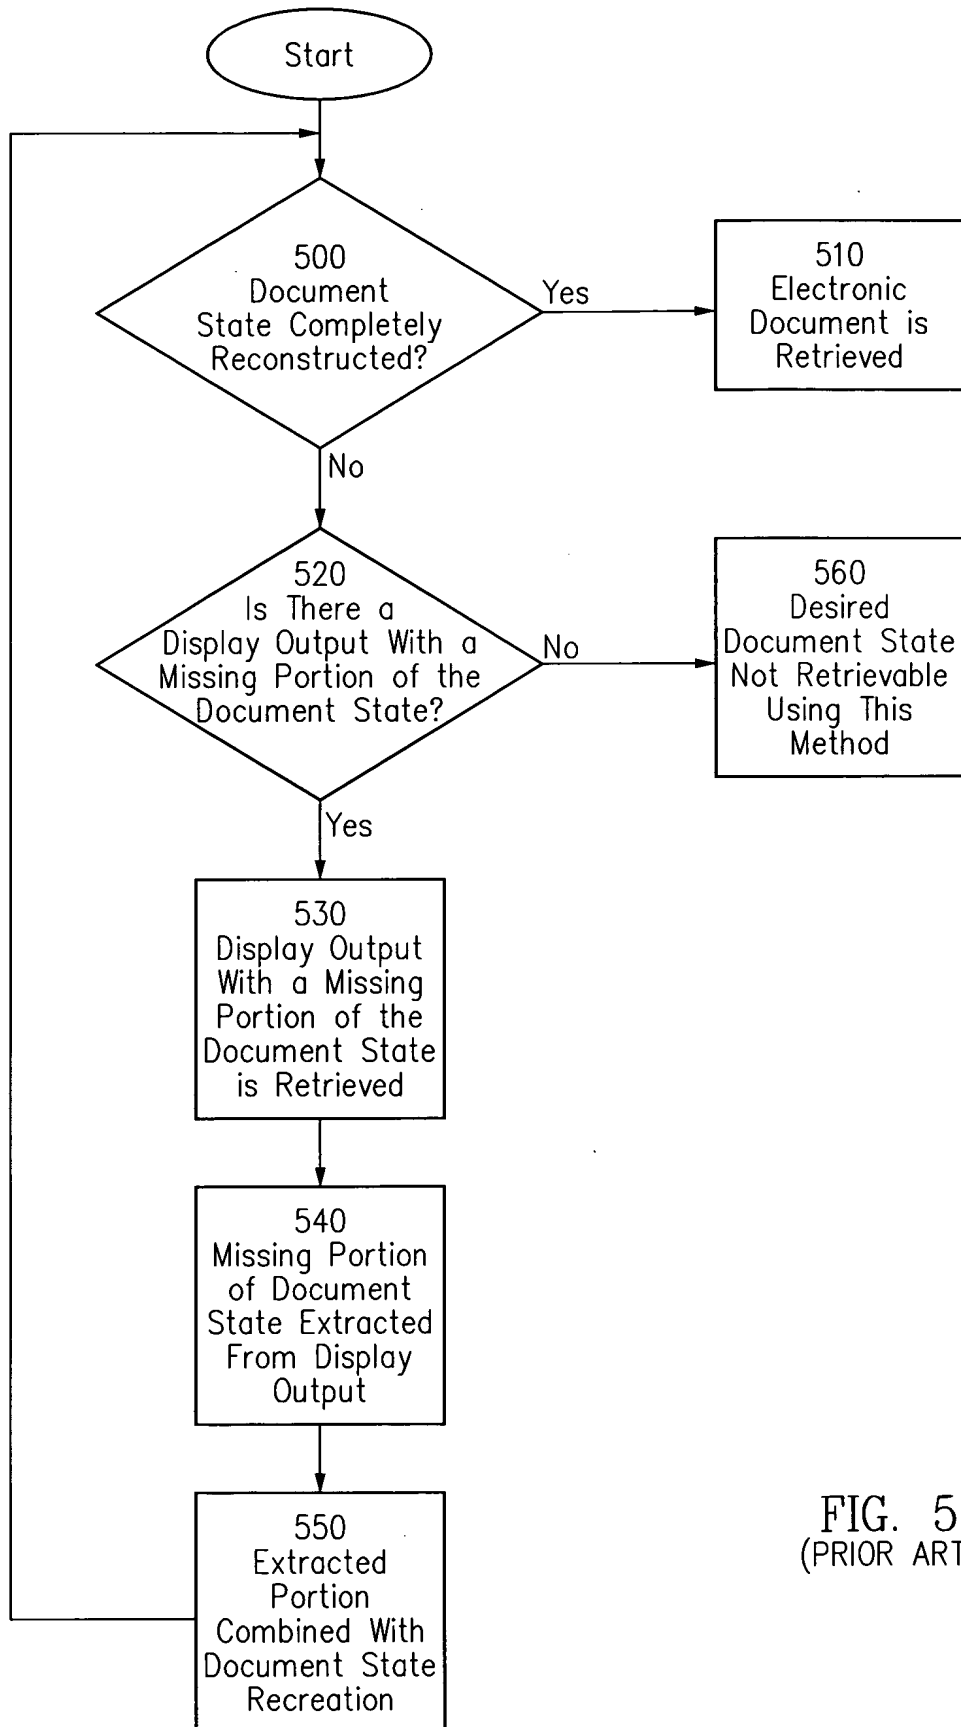 Start
500
Document
State Completely
Reconstructed?
Yes
510
Electronic
Document is
Retrieved
No
520
Is There a
Display Output With a
Missing Portion of the
Document State?
No
560
Desired
Document State
Not Retrievable
Using This
Method
Yes
530
Display Output
With a Missing
Portion of the
Document State
is Retrieved
540
Missing Portion
of Document
State Extracted
From Display
Output
550
Extracted
Portion
Combined With
Document State
Recreation
FIG. 5
(PRIOR ART